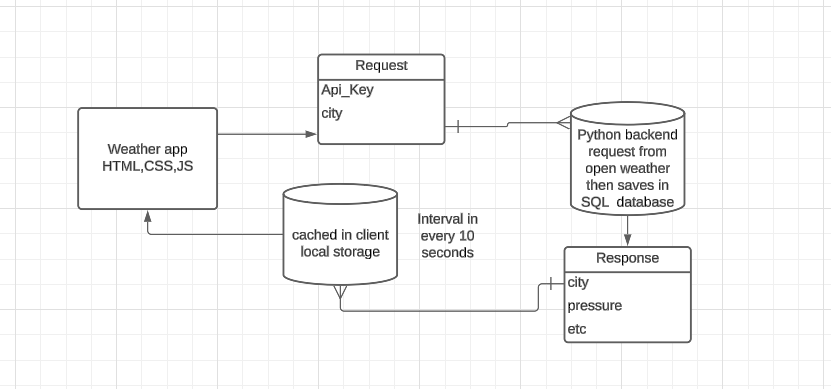 Request
Api_Key
city
Weather app
HTML,CSS,JS
Python backend
request from
open weather
then saves in
SQL database
cached in client
local storage
Interval in
every 10
seconds
Response
city
pressure
etc